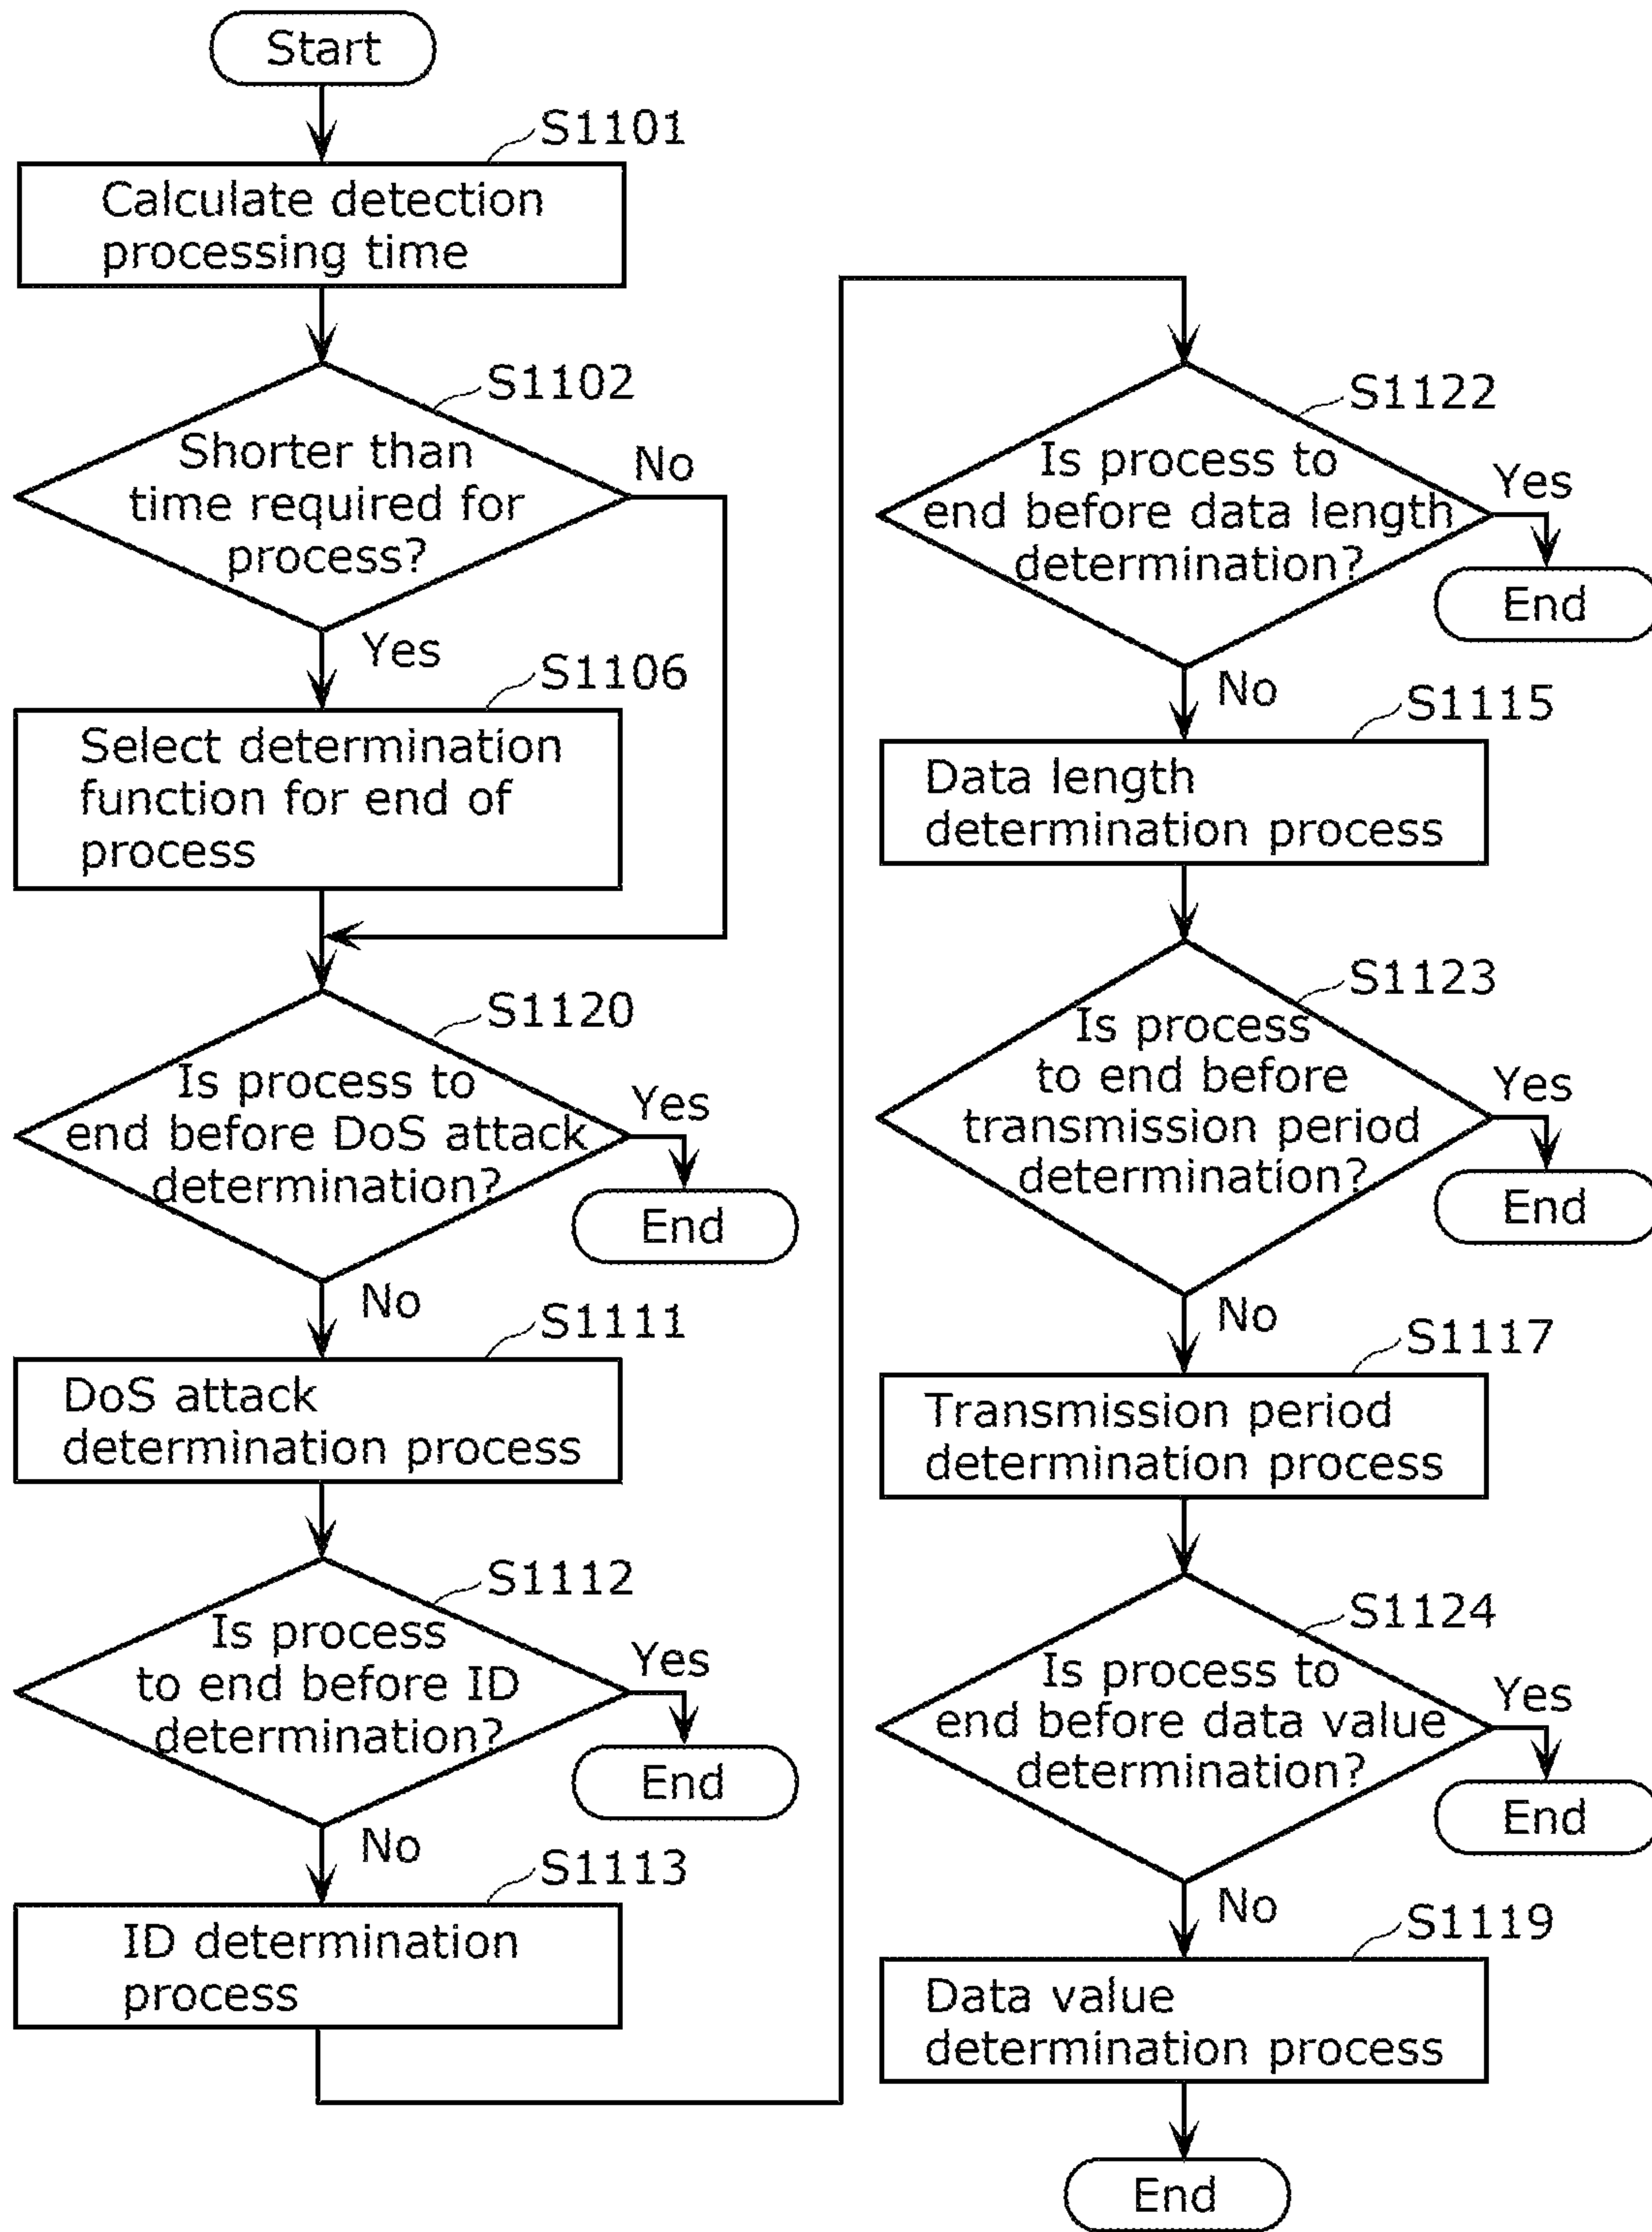 Start
S1101
Calculate detection
processing time
S1102
Shorter than
time required for
process?
No
Yes
S1106
Select determination
function for end of
process
S1120
Is process to
end before DoS attack
determination?
Yes
End
No
S1111
DoS attack
determination process
S1112
Is process
to end before ID
determination?
Yes
End
No
S1113
ID determination
process
S1122
Is process to
end before data length
determination?
Yes
End
No
S1115
Data length
determination process
S1123
Is process
to end before
transmission period
determination?
Yes
End
No
S1117
Transmission period
determination process
S1124
Is process to
end before data value
determination?
Yes
End
No
S1119
Data value
determination process
End